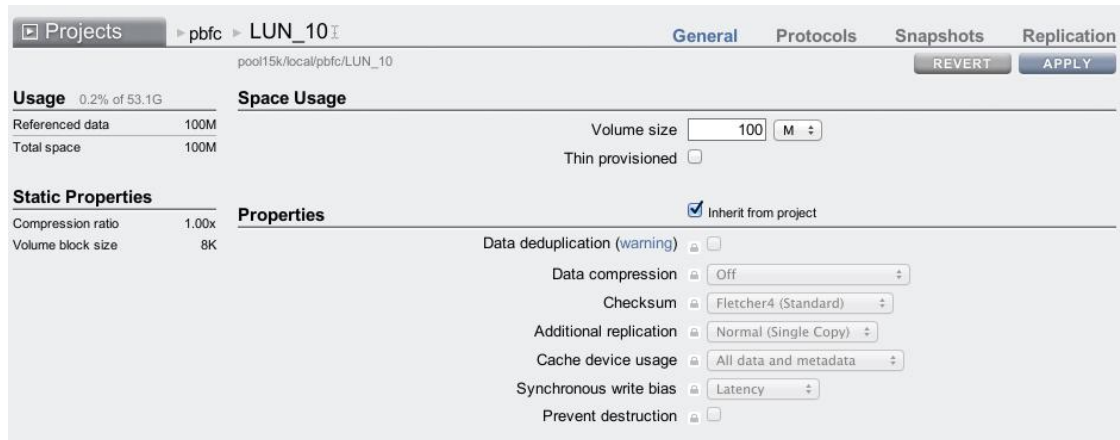 Projects pbfc LUN_10 General Protocols Snapshots Replication
pool15k/local/pbfc/LUN_10 REVERT APPLY
Usage 0.2% of 53.1G
Referenced data 100M
Total space 100M
Static Properties
Compression ratio 1.00x
Volume block size 8K
Space Usage
Volume size 100 M
Thin provisioned
Properties Inherit from project
Data deduplication (warning)
Data compression Off
Checksum Fletcher4 (Standard)
Additional replication Normal (Single Copy)
Cache device usage All data and metadata
Synchronous write bias Latency
Prevent destruction